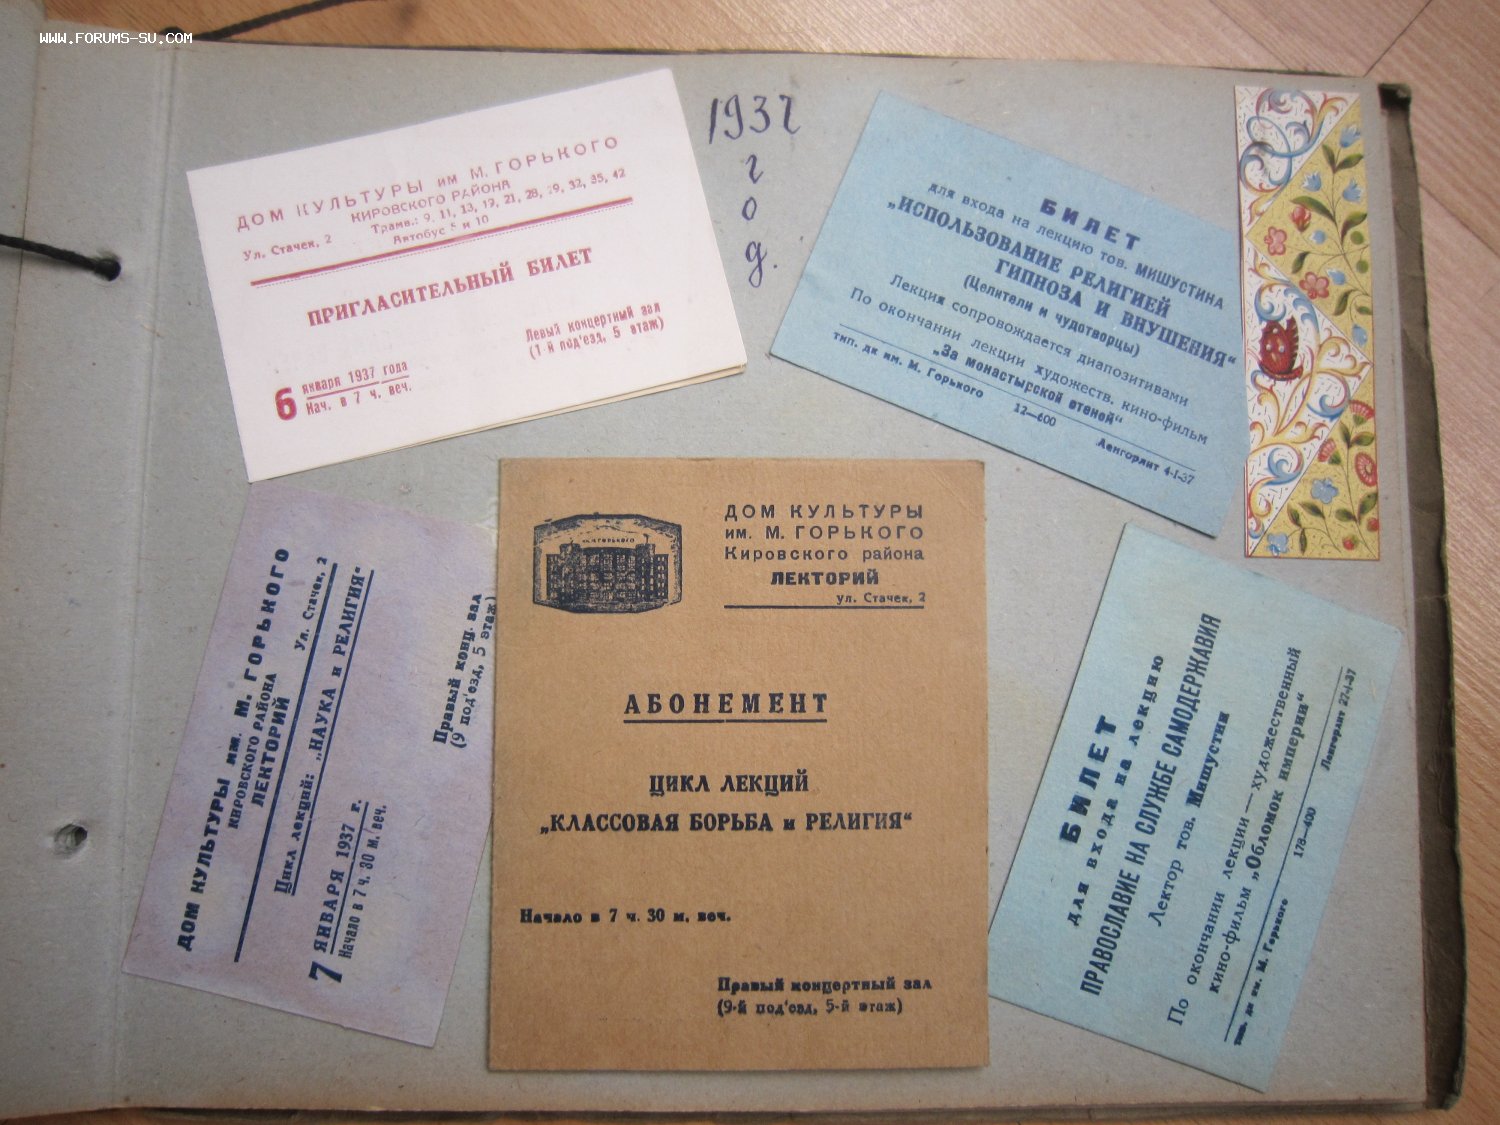 WWW.FORUMS-SU.COM
ДОМ КУЛЬТУРЫ ИМ М. ГОРЬКОГО
КИРОВСКОГО РАЙОНА
Ул. Стачек, 2
Трамв.: 9, 11, 13, 19, 21, 28, 29, 32, 35, 42
Автобус 5 и 10
ПРИГЛАСИТЕЛЬНЫЙ БИЛЕТ
Левый концертный зал
(1-й под'езд, 5 этаж)
6 января 1937 года
Нач. в 7 ч. веч.
1937
г
о
д.
БИЛЕТ
для входа на лекцию тов. МИШУСТИНА
„ИСПОЛЬЗОВАНИЕ РЕЛИГИЕЙ
ГИПНОЗА И ВНУШЕНИЯ“
(Целители и чудотворцы)
Лекция сопровождается диапозитивами
По окончании лекции художеств. кино-фильм
„За монастырской стеной“
тип. дк им. М. Горького 12—600 Ленгорлит 4-I-37
ДОМ КУЛЬТУРЫ им. М. ГОРЬКОГО
КИРОВСКОГО РАЙОНА
ЛЕКТОРИЙ Ул. Стачек, 2
Цикл лекций: „НАУКА и РЕЛИГИЯ“
7 ЯНВАРЯ 1937 г.
Начало в 7 ч. 30 м. веч.
Правый конц. зал
(9 под'езд, 5 этаж)
М. ГОРЬКОГО
ДОМ КУЛЬТУРЫ
ИМ. М. ГОРЬКОГО
Кировского района
ЛЕКТОРИЙ
ул. Стачек, 2
АБОНЕМЕНТ
ЦИКЛ ЛЕКЦИЙ
„КЛАССОВАЯ БОРЬБА и РЕЛИГИЯ“
Начало в 7 ч. 30 м. веч.
Правый концертный зал
(9-й под'езд, 5-й этаж)
БИЛЕТ
для входа на лекцию
ПРАВОСЛАВИЕ НА СЛУЖБЕ САМОДЕРЖАВИЯ
Лектор тов. Мишустин
По окончании лекции—художественный
кино-фильм „Обломок империи“
тип. дк им. М. Горького 178—400 Ленгорлит 27-I-37